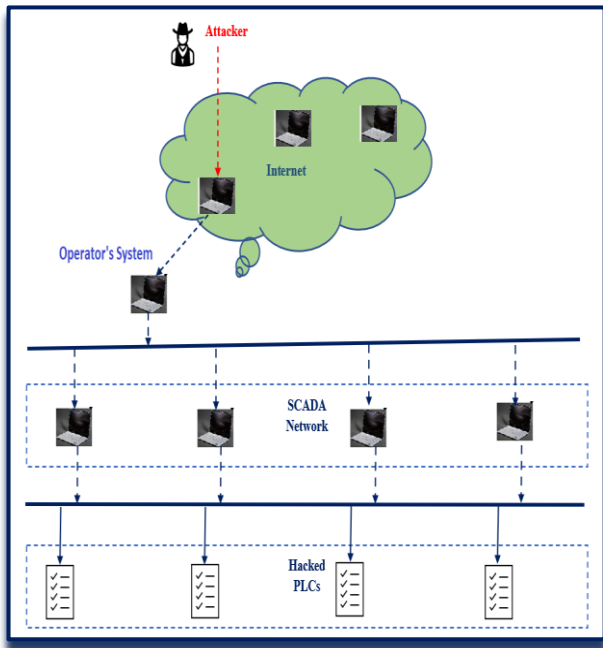 Attacker
Internet
Operator's System
SCADA
Network
Hacked
PLCs